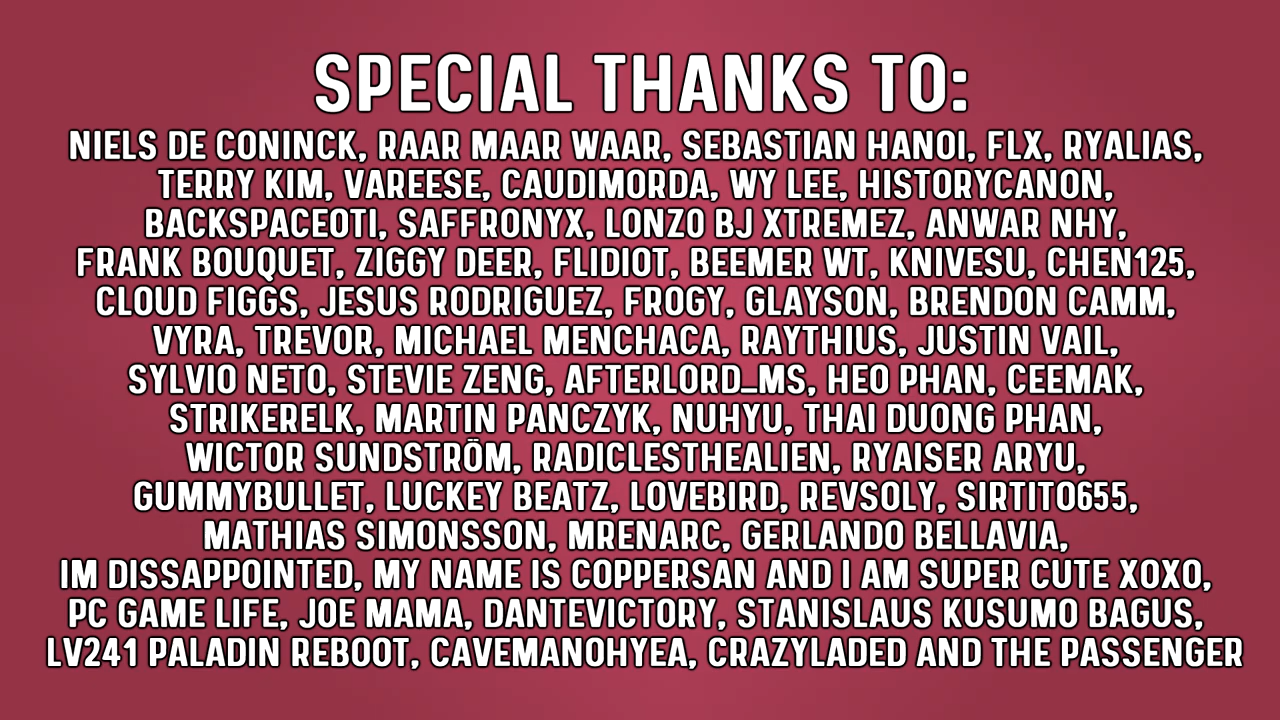 SPECIAL THANKS TO:
NIELS DE CONINCK, RAAR MAAR WAAR, SEBASTIAN HANOI, FLX, RYALIAS,
TERRY KIM, VAREESE, CAUDIMORDA, WY LEE, HISTORYCANON,
BACKSPACEOTI, SAFFRONYX, LONZO BJ XTREMEZ, ANWAR NHY,
FRANK BOUQUET, ZIGGY DEER, FLIDIOT, BEEMER WT, KNIVESU, CHEN125,
CLOUD FIGGS, JESUS RODRIGUEZ, FROGY, GLAYSON, BRENDON CAMM,
VYRA, TREVOR, MICHAEL MENCHACA, RAYTHIUS, JUSTIN VAIL,
SYLVIO NETO, STEVIE ZENG, AFTERLORD_MS, HEO PHAN, CEEMAK,
STRIKERELK, MARTIN PANCZYK, NUHYU, THAI DUONG PHAN,
WICTOR SUNDSTRÖM, RADICLESTHEALIEN, RYAISER ARYU,
GUMMYBULLET, LUCKEY BEATZ, LOVEBIRD, REVSOLY, SIRTITO655,
MATHIAS SIMONSSON, MRENARC, GERLANDO BELLAVIA,
IM DISSAPPOINTED, MY NAME IS COPPERSAN AND I AM SUPER CUTE XOXO,
PC GAME LIFE, JOE MAMA, DANTEVICTORY, STANISLAUS KUSUMO BAGUS,
LV241 PALADIN REBOOT, CAVEMANOHYEA, CRAZYLADED AND THE PASSENGER